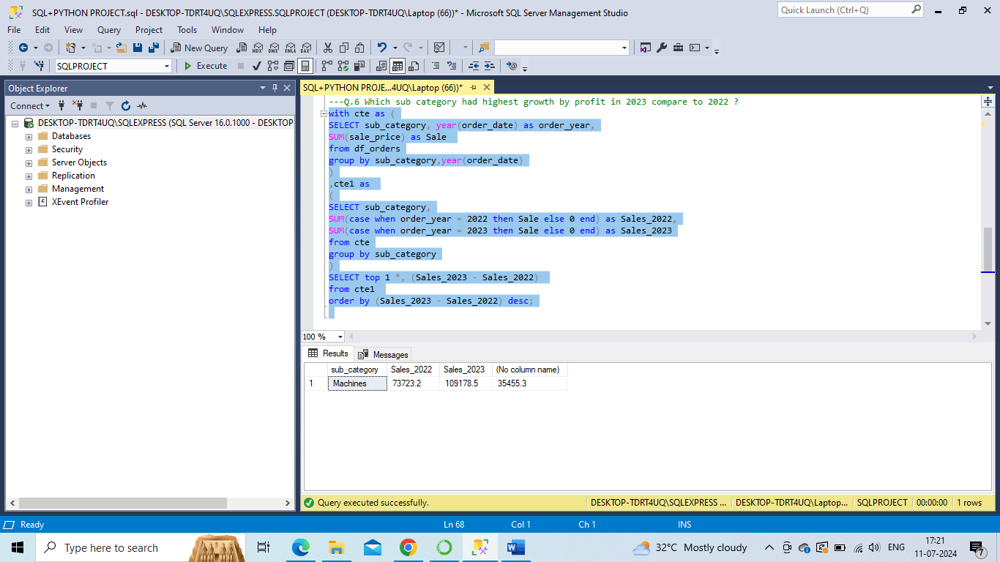 SQL+PYTHON PROJECT.sql - DESKTOP-TDRT4UQ\SQLEXPRESS.SQLPROJECT (DESKTOP-TDRT4UQ\Laptop (66))* - Microsoft SQL Server Management Studio
Quick Launch (Ctrl+Q)
File Edit View Query Project Tools Window Help
New Query
MDX DMX XMLA DAX
SQLPROJECT
Execute
Object Explorer
Connect
DESKTOP-TDRT4UQ\SQLEXPRESS (SQL Server 16.0.1000 - DESKTOP
Databases
Security
Server Objects
Replication
Management
XEvent Profiler
SQL+PYTHON PROJE...4UQ\Laptop (66))*
---Q.6 Which sub category had highest growth by profit in 2023 compare to 2022 ?
with cte as (
SELECT sub_category, year(order_date) as order_year,
SUM(sale_price) as Sale
from df_orders
group by sub_category,year(order_date)
)
,cte1 as
(
SELECT sub_category,
SUM(case when order_year = 2022 then Sale else 0 end) as Sales_2022,
SUM(case when order_year = 2023 then Sale else 0 end) as Sales_2023
from cte
group by sub_category
)
SELECT top 1 *, (Sales_2023 - Sales_2022)
from cte1
order by (Sales_2023 - Sales_2022) desc;
100 %
Results Messages
sub_category Sales_2022 Sales_2023 (No column name)
1 Machines 73723.2 109178.5 35455.3
Query executed successfully.
DESKTOP-TDRT4UQ\SQLEXPRESS ... DESKTOP-TDRT4UQ\Laptop... SQLPROJECT 00:00:00 1 rows
Ready Ln 68 Col 1 Ch 1 INS
Type here to search
32°C Mostly cloudy
ENG
17:21
11-07-2024
7